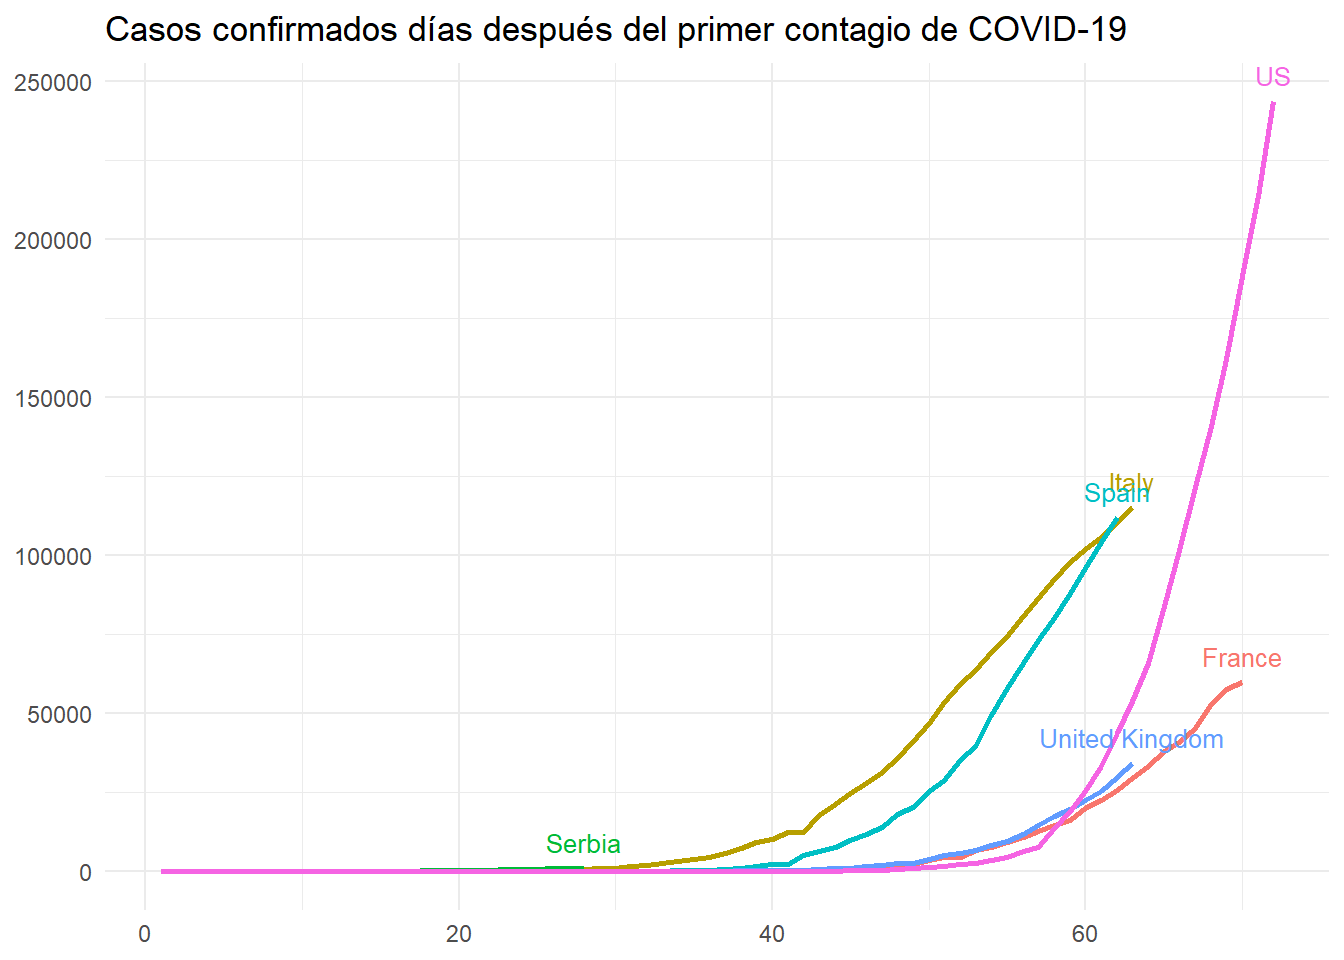 Casos confirmados días después del primer contagio de COVID-19
250000
US
200000
150000
Italy
Spain
100000
France
50000
United Kingdom
Serbia
0
0 20 40 60